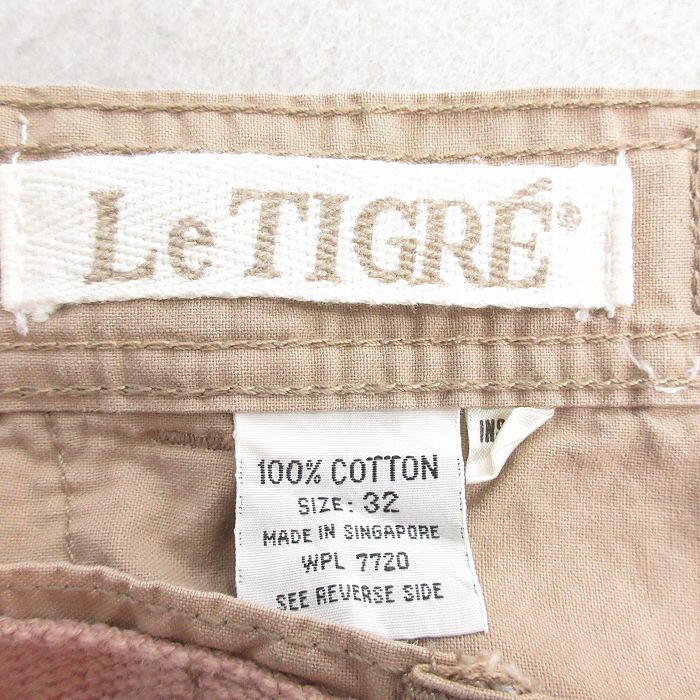 Le TIGRÉ®
100% COTTON
SIZE: 32
MADE IN SINGAPORE
WPL 7720
SEE REVERSE SIDE